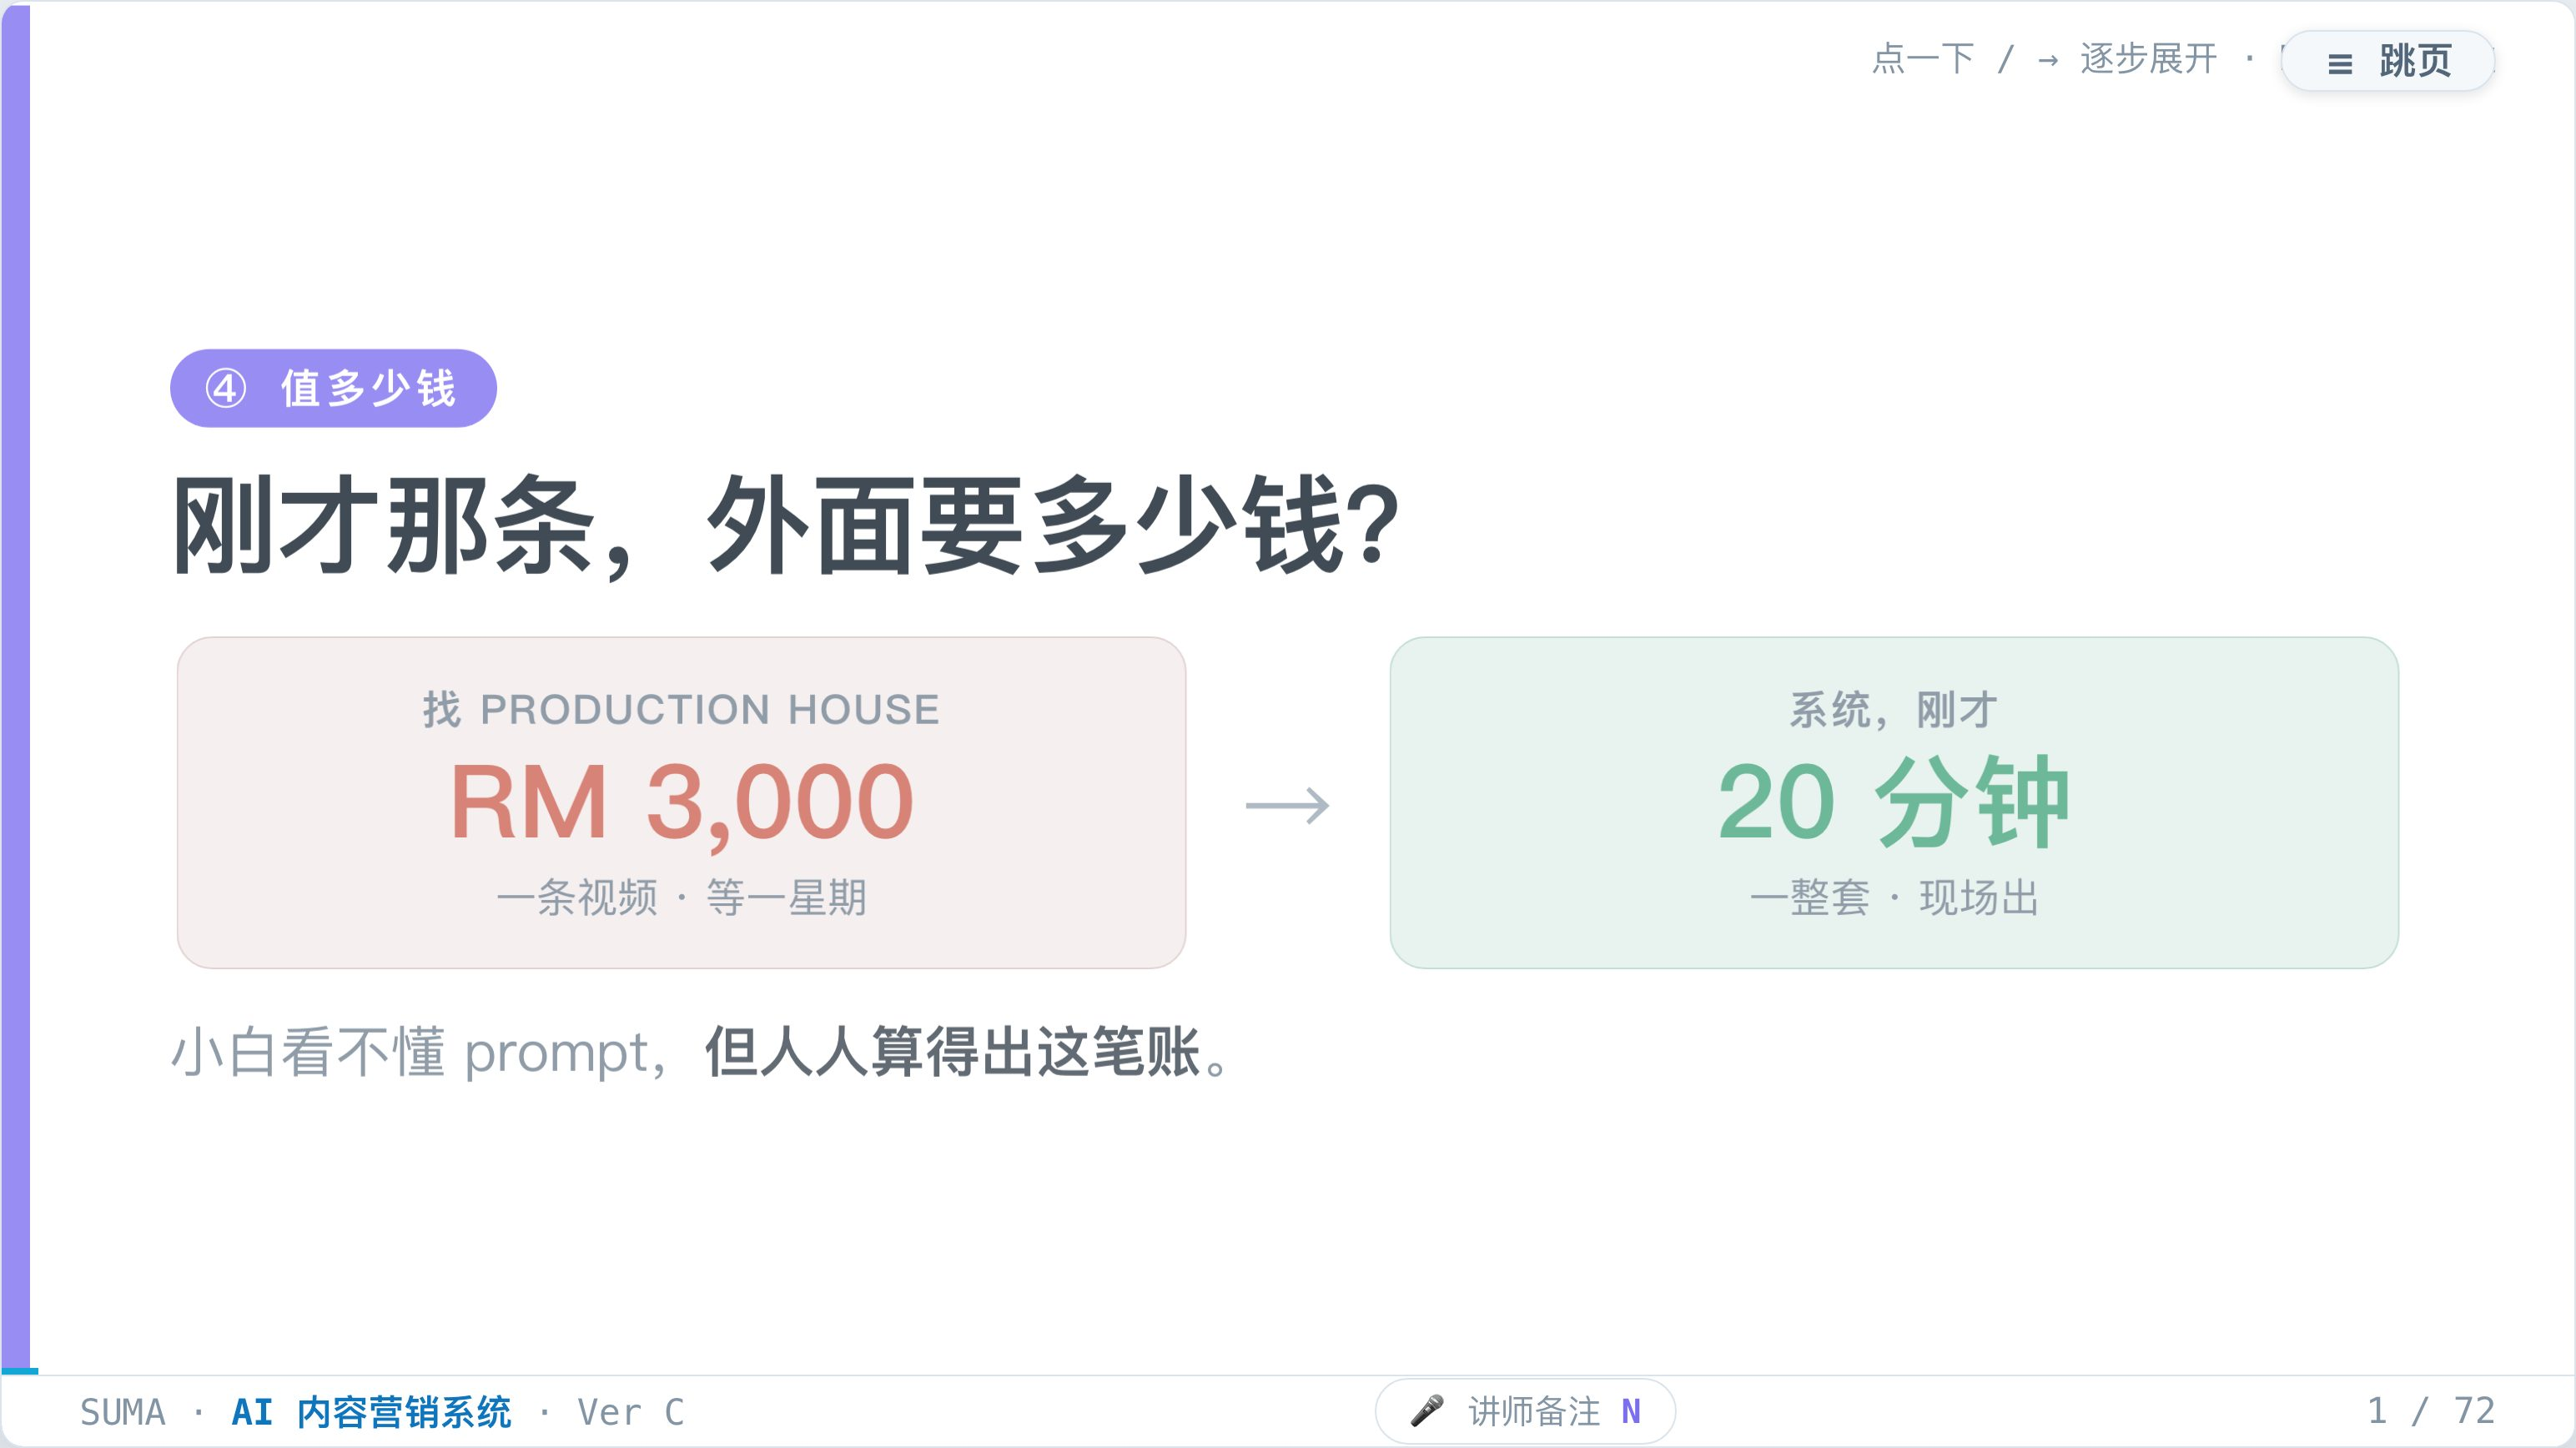 点一下 / → 逐步展开 ·
≡ 跳页
④ 值多少钱
刚才那条，外面要多少钱？
找 PRODUCTION HOUSE
RM 3,000
一条视频 · 等一星期
→
系统，刚才
20 分钟
一整套 · 现场出
小白看不懂 prompt，但人人算得出这笔账。
SUMA · AI 内容营销系统 · Ver C
🎤 讲师备注 N
1 / 72